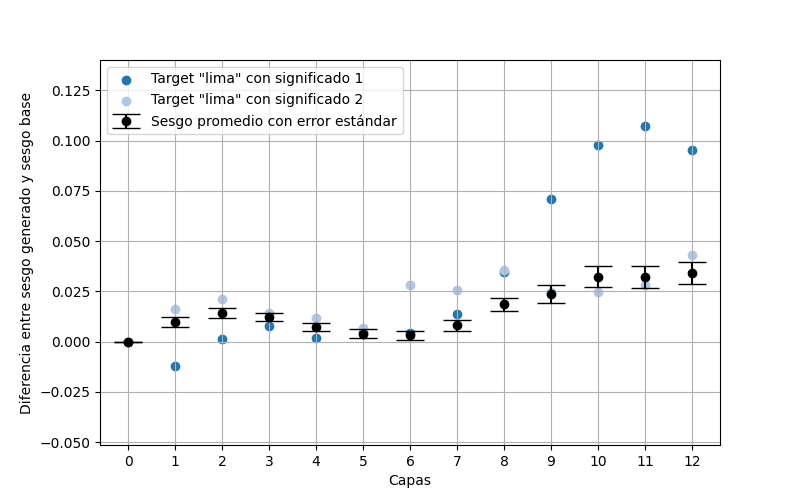 Target "lima" con significado 1
Target "lima" con significado 2
Sesgo promedio con error estándar
Diferencia entre sesgo generado y sesgo base
0.125
0.100
0.075
0.050
0.025
0.000
−0.025
−0.050
0 1 2 3 4 5 6 7 8 9 10 11 12
Capas